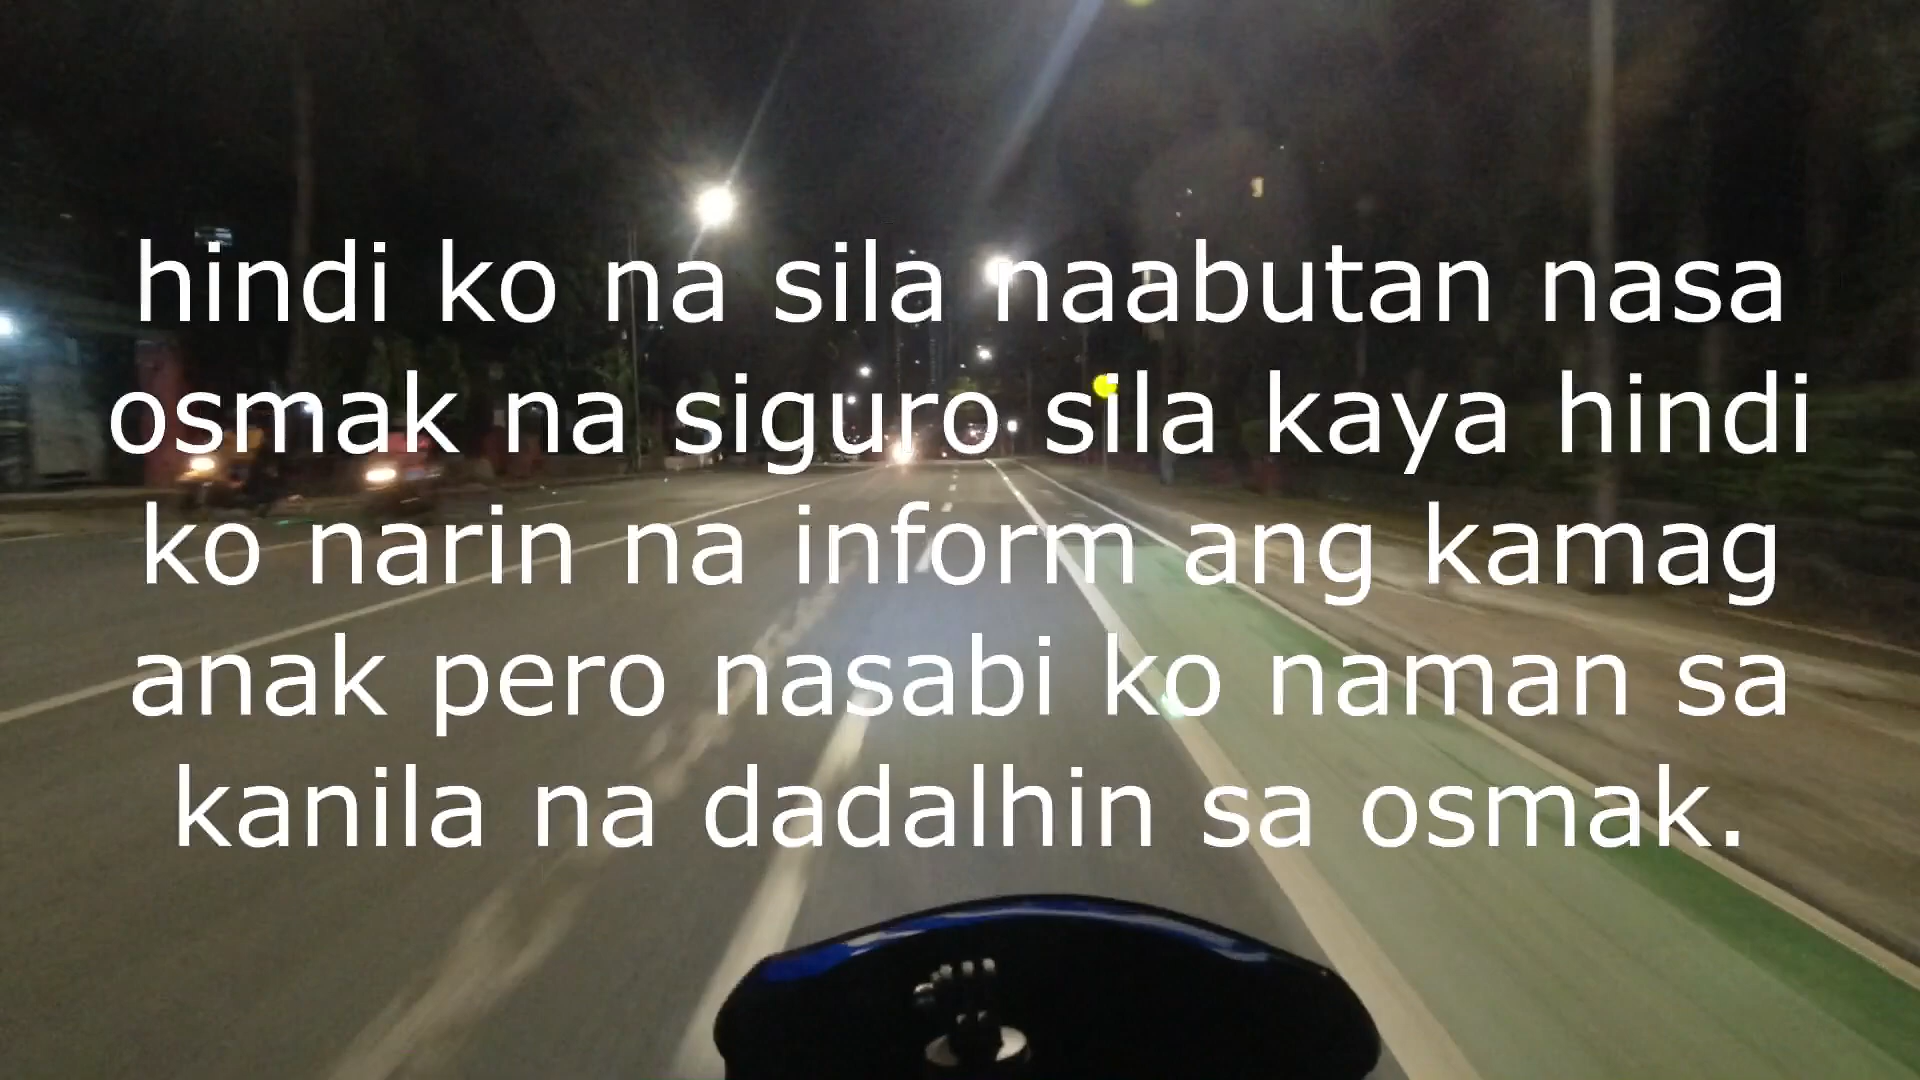 hindi ko na sila naabutan nasa
osmak na siguro sila kaya hindi
ko narin na inform ang kamag
anak pero nasabi ko naman sa
kanila na dadalhin sa osmak.